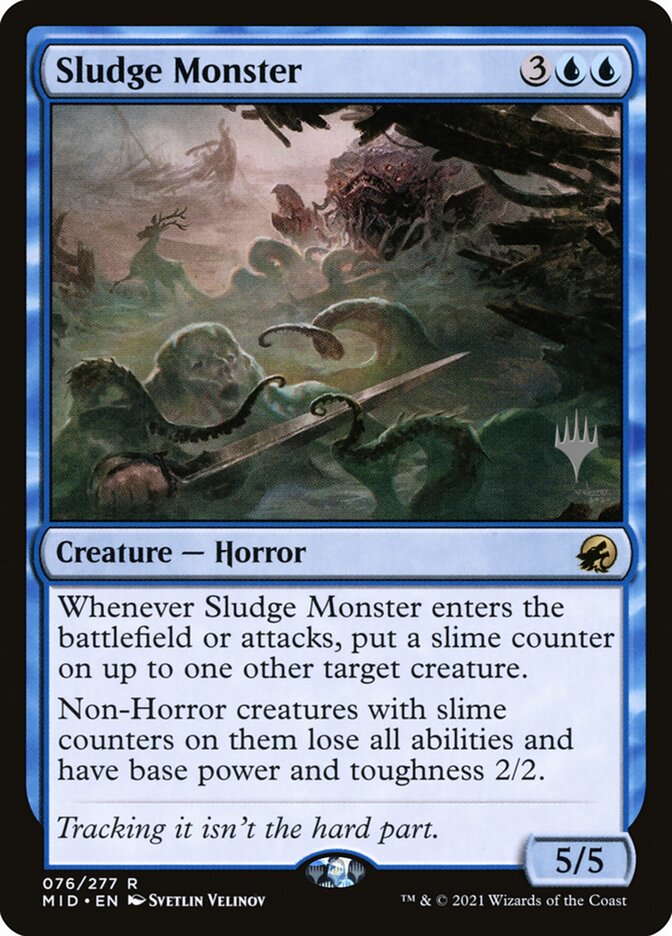 Sludge Monster 3
Creature — Horror
Whenever Sludge Monster enters the
battlefield or attacks, put a slime counter
on up to one other target creature.
Non-Horror creatures with slime
counters on them lose all abilities and
have base power and toughness 2/2.
Tracking it isn't the hard part.
5/5
076/277 R
MID • EN Svetlin Velinov ™ & © 2021 Wizards of the Coast